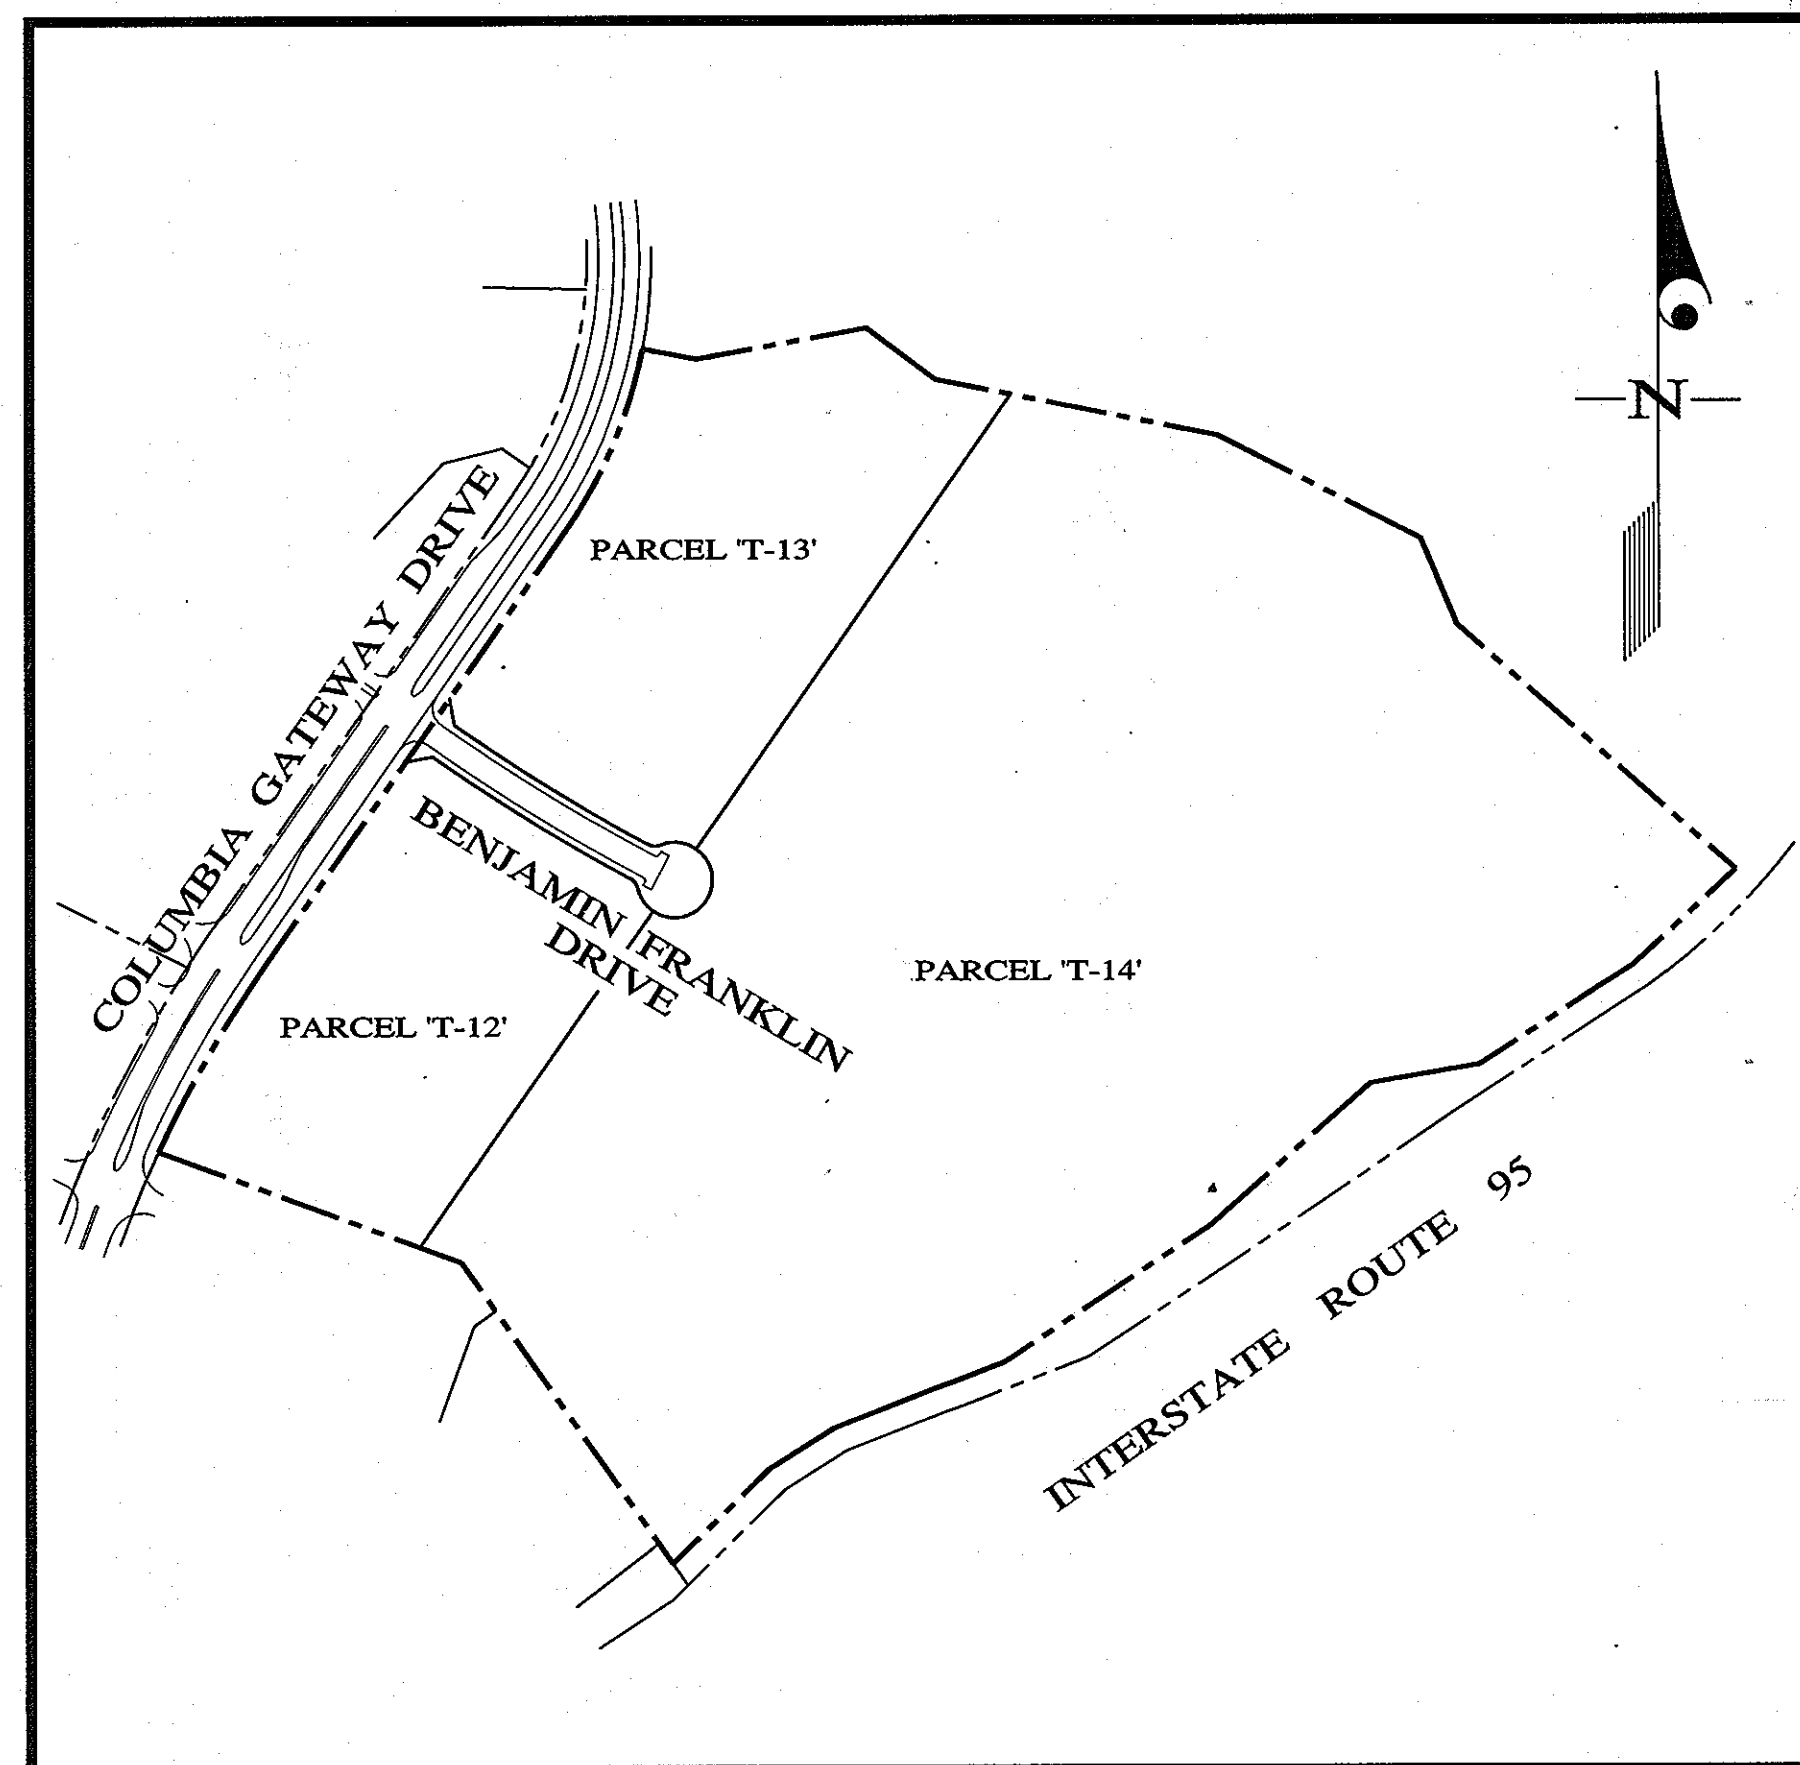 N
PARCEL 'T-13'
COLUMBIA GATEWAY DRIVE
BENJAMIN FRANKLIN
DRIVE
PARCEL 'T-14'
PARCEL 'T-12'
INTERSTATE ROUTE 95